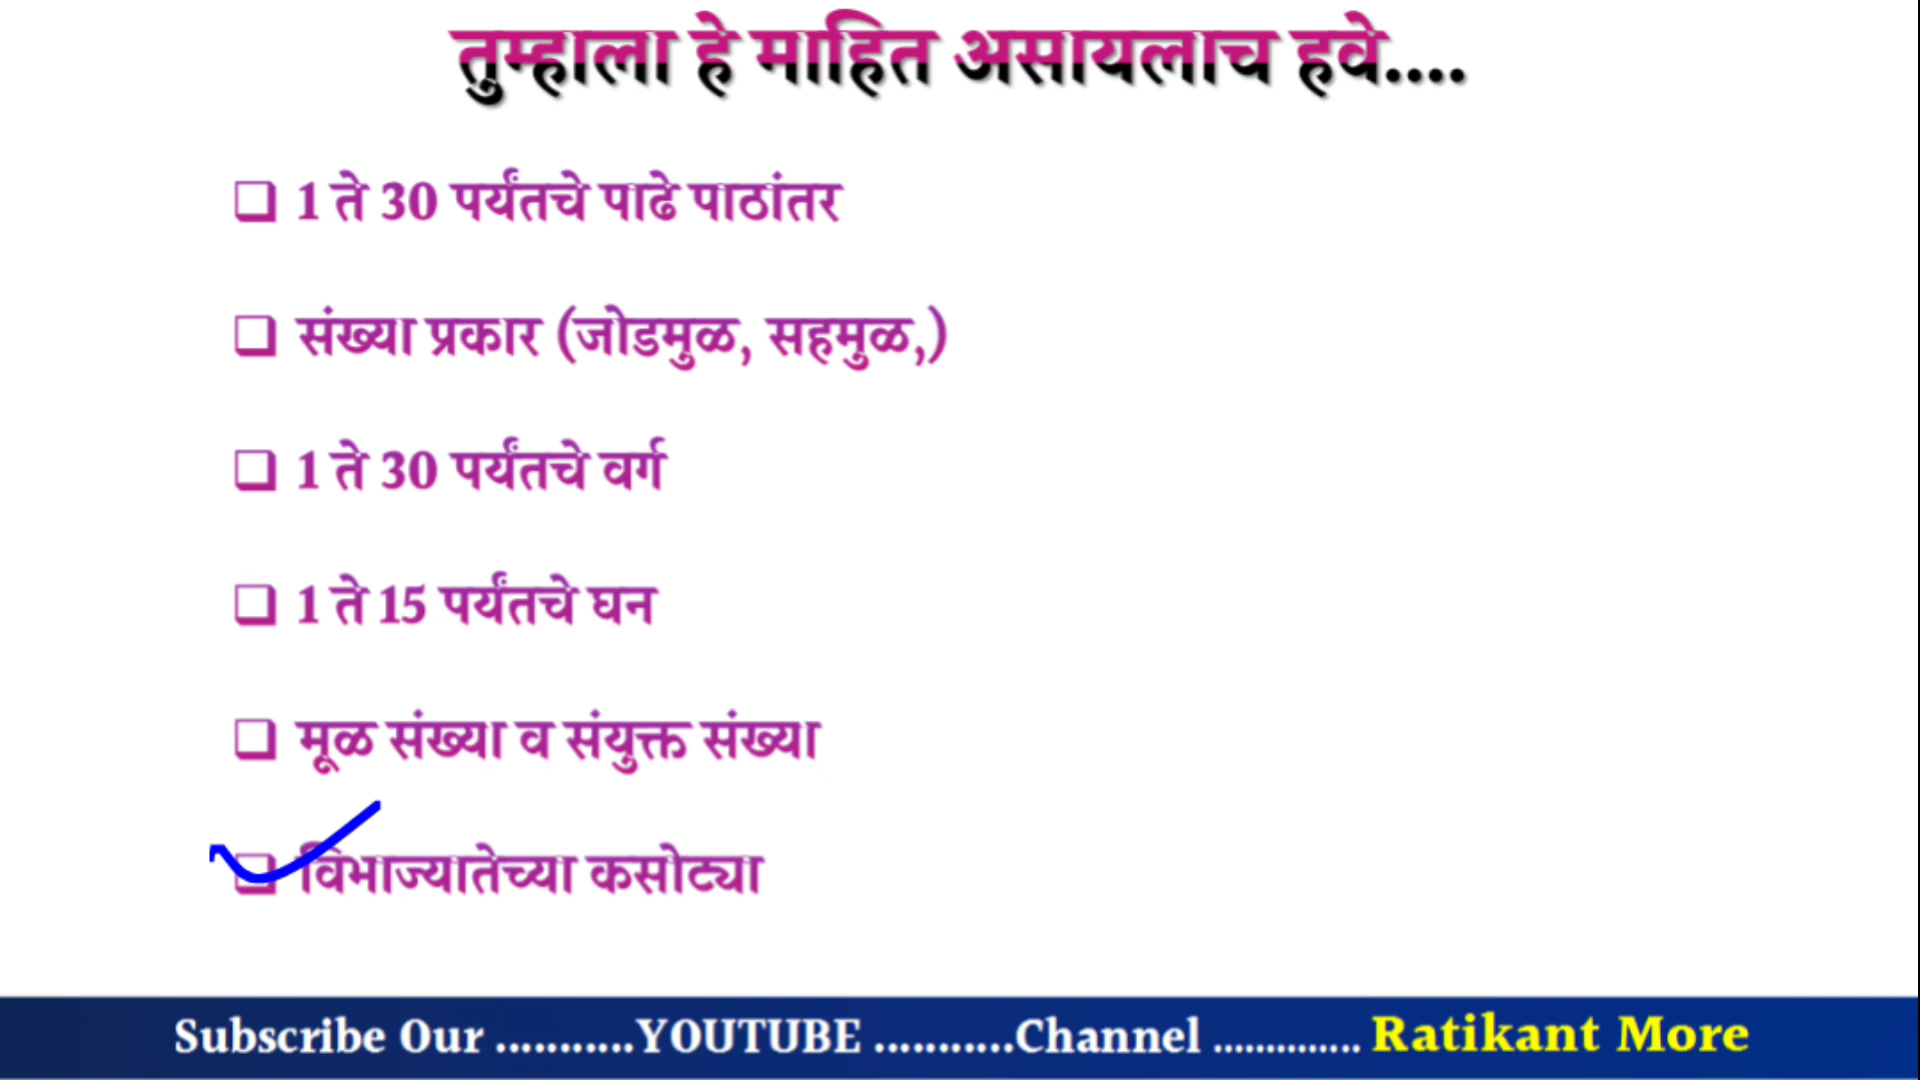 तुम्हाला हे माहित असायलाच हवे....
1 ते 30 पर्यंतचे पाढे पाठांतर
संख्या प्रकार (जोडमुळ, सहमुळ,)
1 ते 30 पर्यंतचे वर्ग
1 ते 15 पर्यंतचे घन
मूळ संख्या व संयुक्त संख्या
विभाज्यातेच्या कसोट्या
Subscribe Our ...........YOUTUBE ...........Channel .............. Ratikant More